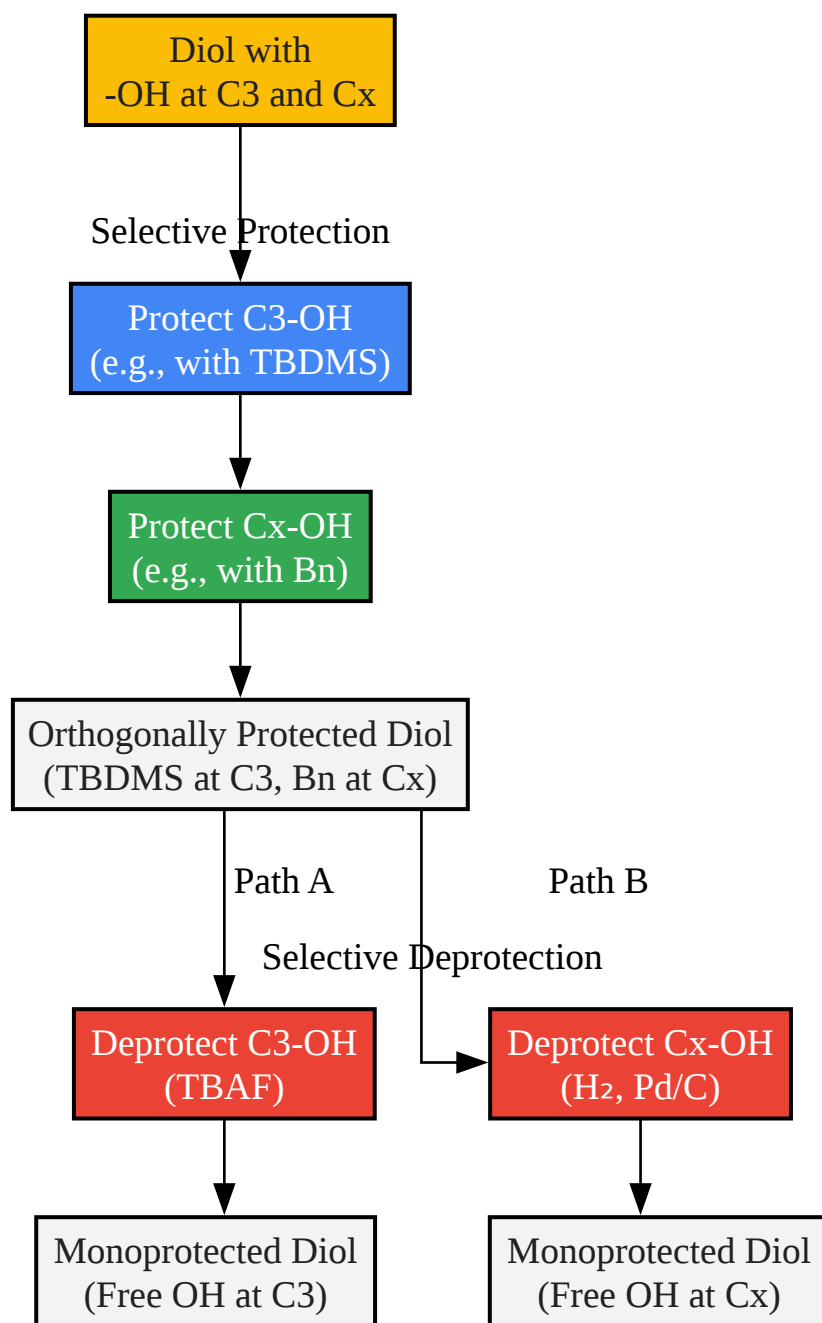 Diol with
-OH at C3 and Cx
Selective Protection
Protect C3-OH
(e.g., with TBDMS)
Protect Cx-OH
(e.g., with Bn)
Orthogonally Protected Diol
(TBDMS at C3, Bn at Cx)
Path A
Path B
Selective Deprotection
Deprotect C3-OH
(TBAF)
Deprotect Cx-OH
(H₂, Pd/C)
Monoprotected Diol
(Free OH at C3)
Monoprotected Diol
(Free OH at Cx)